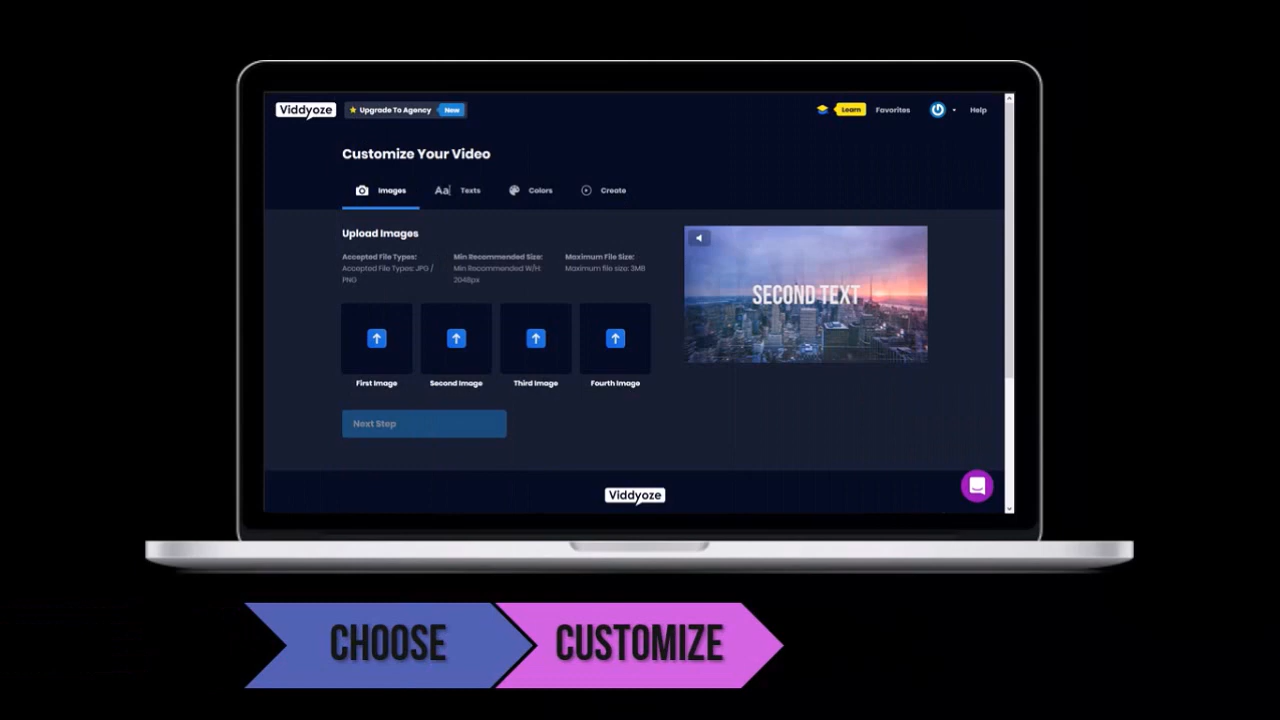 Viddyoze
Upgrade To Agency New
Learn Favorites Help
Customize Your Video
Images Aa Texts Colors Create
Upload Images
Accepted File Types: Min Recommended Size: Maximum File Size:
Accepted File Types: JPG / Min Recommended W/H: Maximum file size: 3MB
PNG 2048px
SECOND TEXT
First Image Second Image Third Image Fourth Image
Next Step
Viddyoze
CHOOSE CUSTOMIZE